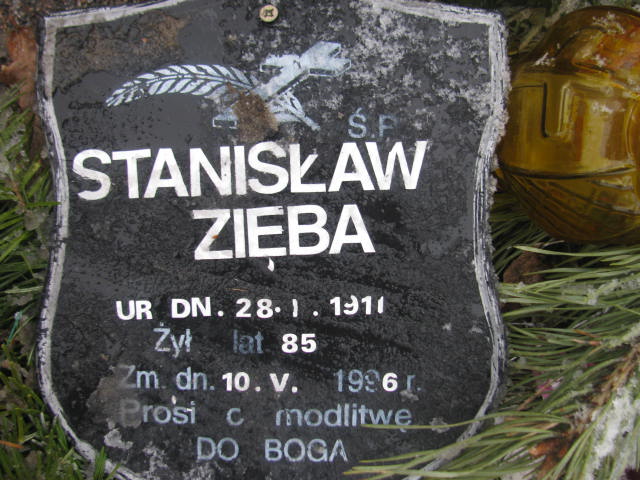 Ś.P.
STANISŁAW
ZIĘBA
UR DN. 28. I. 1911
Żył lat 85
Zm. dn. 10. V. 1996 r.
Prosi o modlitwę
DO BOGA